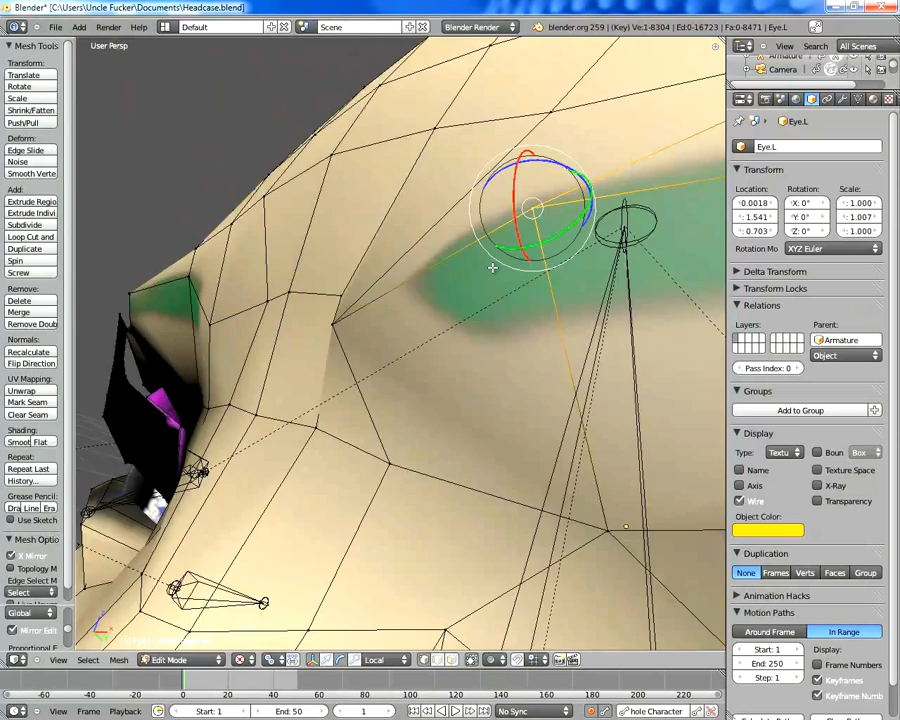 Blender* [C:\Users\Uncle Fucker\Documents\Headcase.blend]
File Add Render Help Default Scene Blender Render blender.org 259 | (Key) Ve:1-8304 | Ed:0-16723 | Fa:0-8471 | Eye.L
Mesh Tools
User Persp
View Search All Scenes
Transform:
Translate
Rotate
Scale
Shrink/Fatten
Push/Pull
Deform:
Edge Slide
Noise
Smooth Verte
Add:
Extrude Regio
Extrude Indivi
Subdivide
Loop Cut and
Duplicate
Spin
Screw
Remove:
Delete
Merge
Remove Doub
Normals:
Recalculate
Flip Direction
UV Mapping:
Unwrap
Mark Seam
Clear Seam
Shading:
Smoot Flat
Repeat:
Repeat Last
History...
Grease Pencil:
Dra Line Era
Use Sketch
Mesh Optio
X Mirror
Topology M
Edge Select M
Select
Global
Mirror Edit
Armature
Camera
Eye.L
Eye.L
Transform
Location: Rotation: Scale:
-0.0018 X: 0° 1.000
1.541 Y: 0° 1.007
0.703 Z: 0° 1.000
Rotation Mo XYZ Euler
Delta Transform
Transform Locks
Relations
Layers: Parent:
Armature
Object
Pass Index: 0
Groups
Add to Group
Display
Type: Textu Boun Box
Name Texture Space
Axis X-Ray
Wire Transparency
Object Color:
Duplication
None Frames Verts Faces Group
Animation Hacks
Motion Paths
Around Frame In Range
Start: 1 Display:
End: 250 Frame Numbers
Step: 1 Keyframes
Keyframe Numb
View Select Mesh Edit Mode Local
-60 -40 -20 0 20 40 60 80 100 120 140 160 180 200 220
View Frame Playback Start: 1 End: 50 1 No Sync hole Character